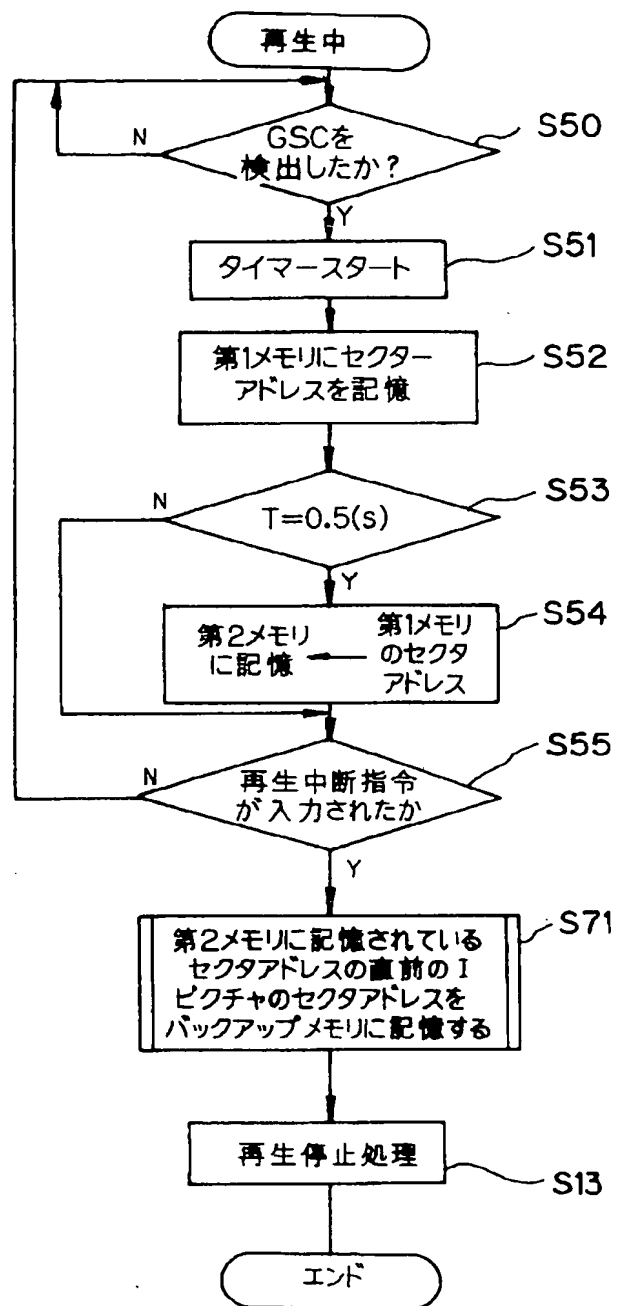 再生中
GSCを
検出したか?
N
S50
Y
タイマースタート
S51
第1メモリにセクター
アドレスを記憶
S52
N
T=0.5(s)
S53
Y
第2メモリ
に記憶
第1メモリ
のセクタ
アドレス
S54
N
再生中断指令
が入力されたか
S55
Y
第2メモリに記憶されている
セクタアドレスの直前のI
ピクチャのセクタアドレスを
バックアップメモリに記憶する
S71
再生停止処理
S13
エンド